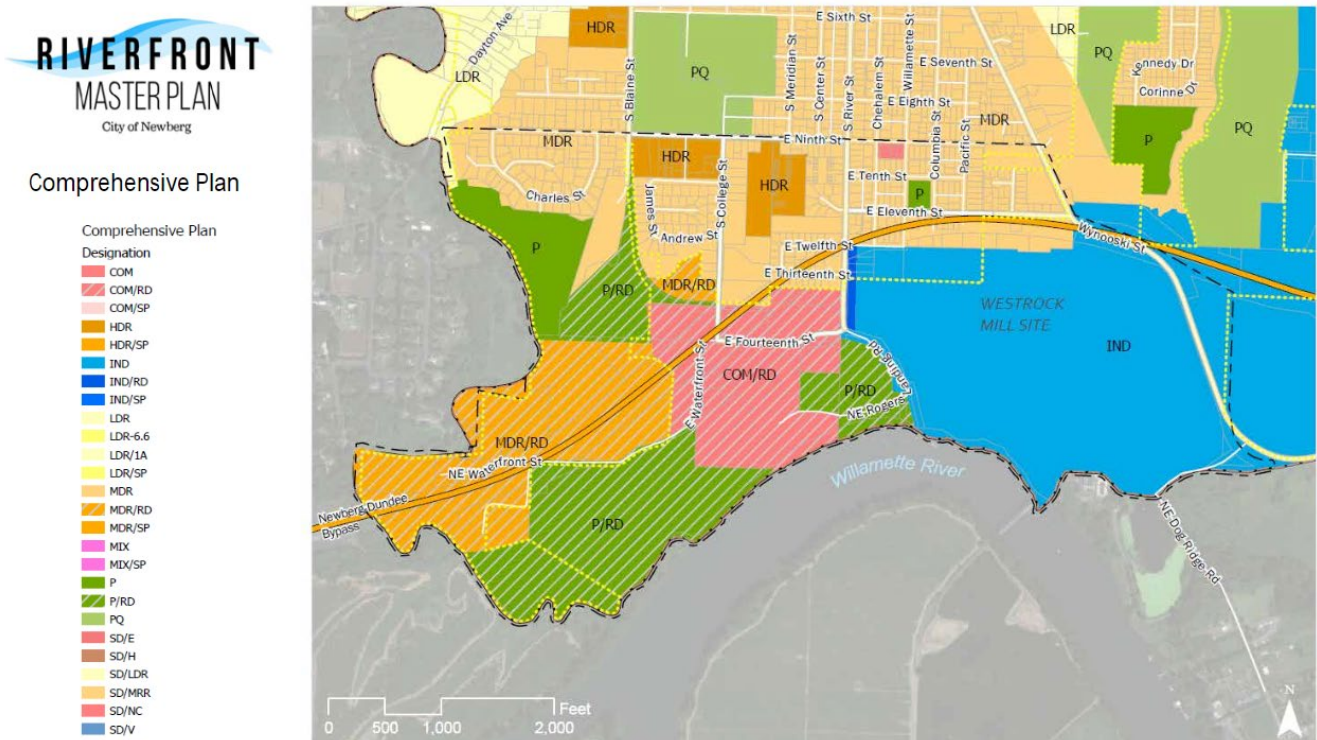 RIVERFRONT
MASTER PLAN
City of Newberg
Comprehensive Plan
Comprehensive Plan
Designation
COM
COM/RD
COM/SP
HDR
HDR/SP
IND
IND/RD
IND/SP
LDR
LDR-6.6
LDR/1A
LDR/SP
MDR
MDR/RD
MDR/SP
MIX
MIX/SP
P
P/RD
PQ
SD/E
SD/H
SD/LDR
SD/MRR
SD/NC
SD/V
Dayton Ave
LDR
HDR
S Blaine St
PQ
E Sixth St
S Meridian St
S Center St
S River St
Chehalem St
Willamette St
E Seventh St
E Eighth St
Columbia St
Pacific St
MDR
LDR
PQ
Kennedy Dr
Corinne Dr
P
PQ
E Ninth St
MDR
HDR
HDR
Charles St
James St
S College St
Andrew St
E Tenth St
P
E Eleventh St
E Twelfth St
E Thirteenth St
Wynooski St
P
P/RD
MDR/RD
WESTROCK
MILL SITE
IND
E Fourteenth St
COM/RD
E Waterfront St
Landing Rd
P/RD
NE Rogers
MDR/RD
NE Waterfront St
Newberg Dundee
Bypass
P/RD
Willamette River
NE Dog Ridge Rd
Feet
0 500 1,000 2,000
N